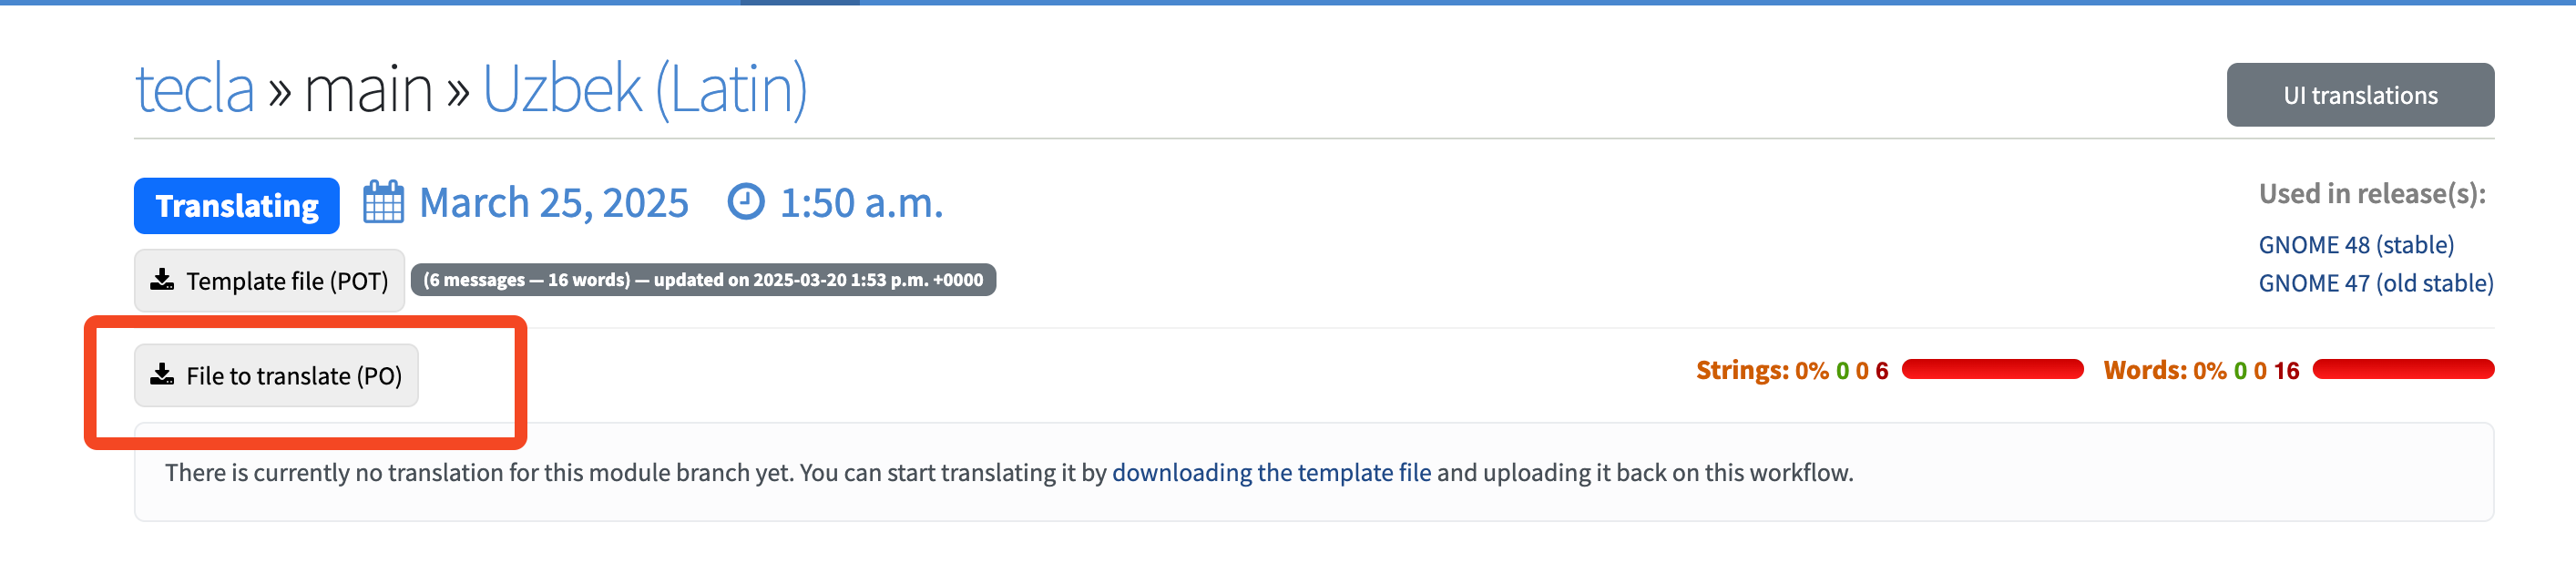 tecla » main » Uzbek (Latin)
UI translations
Translating March 25, 2025 1:50 a.m.
Template file (POT) (6 messages — 16 words) — updated on 2025-03-20 1:53 p.m. +0000
Used in release(s):
GNOME 48 (stable)
GNOME 47 (old stable)
File to translate (PO)
Strings: 0% 0 0 6 Words: 0% 0 0 16
There is currently no translation for this module branch yet. You can start translating it by downloading the template file and uploading it back on this workflow.